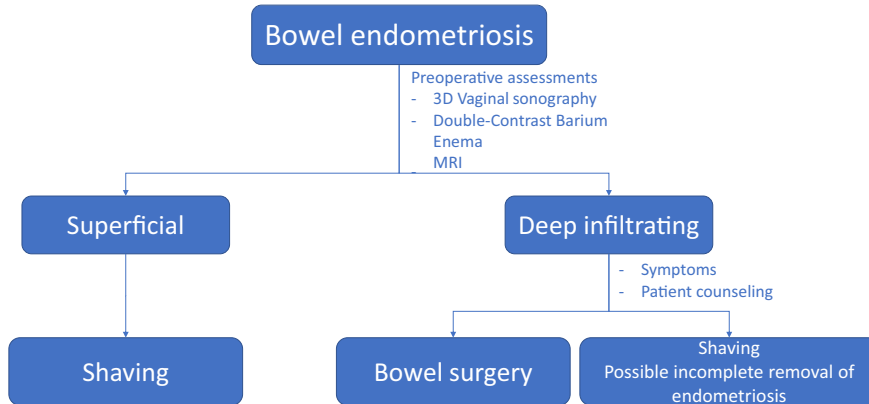 Bowel endometriosis
Preoperative assessments
- 3D Vaginal sonography
- Double-Contrast Barium
Enema
MRI
-
Superficial
Deep infiltrating
- Symptoms
- Patient counseling
Shaving
Bowel surgery
Shaving
Possible incomplete removal of
endometriosis